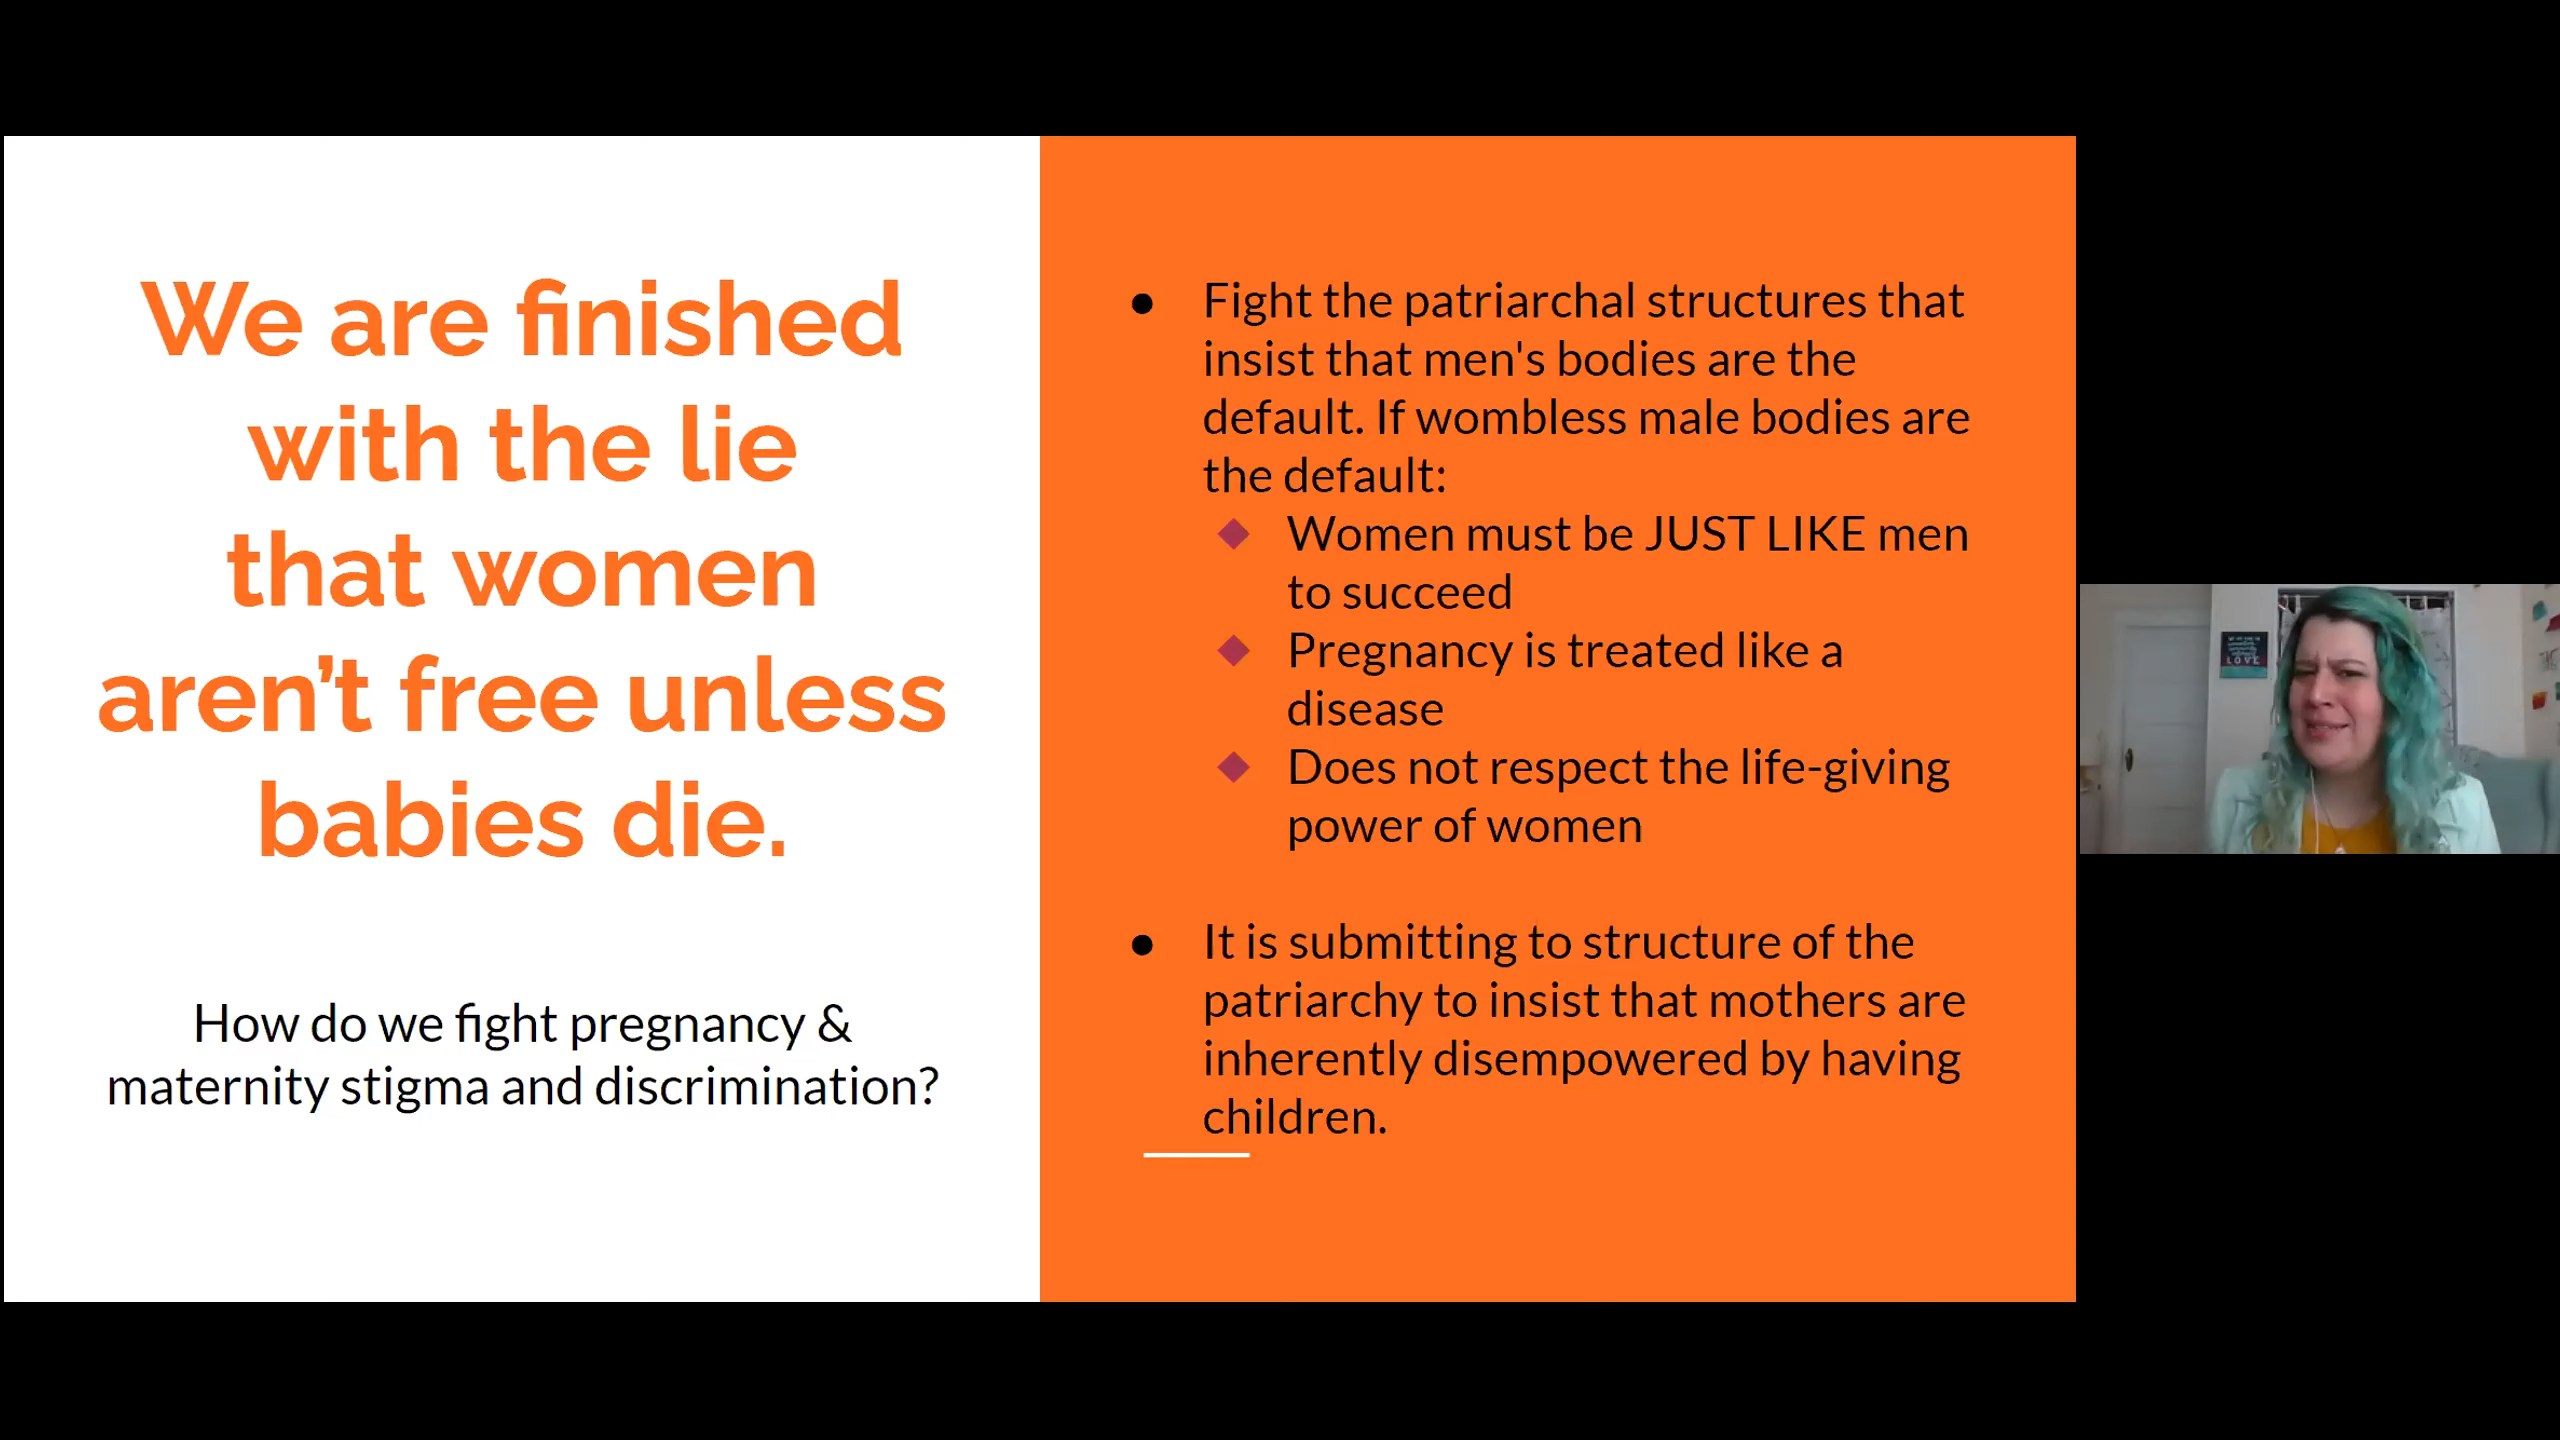 We are finished
with the lie
that women
aren’t free unless
babies die.
How do we fight pregnancy &
maternity stigma and discrimination?
● Fight the patriarchal structures that
insist that men's bodies are the
default. If wombless male bodies are
the default:
◆ Women must be JUST LIKE men
to succeed
◆ Pregnancy is treated like a
disease
◆ Does not respect the life-giving
power of women
● It is submitting to structure of the
patriarchy to insist that mothers are
inherently disempowered by having
children.
LOVE